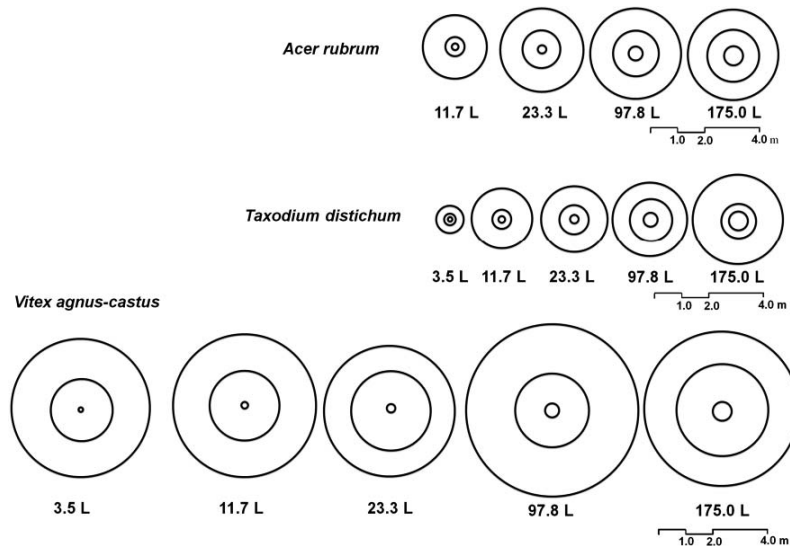 Acer rubrum
11.7 L 23.3 L 97.8 L 175.0 L
1.0 2.0 4.0 m
Taxodium distichum
3.5 L 11.7 L 23.3 L 97.8 L 175.0 L
1.0 2.0 4.0 m
Vitex agnus-castus
3.5 L 11.7 L 23.3 L 97.8 L 175.0 L
1.0 2.0 4.0 m